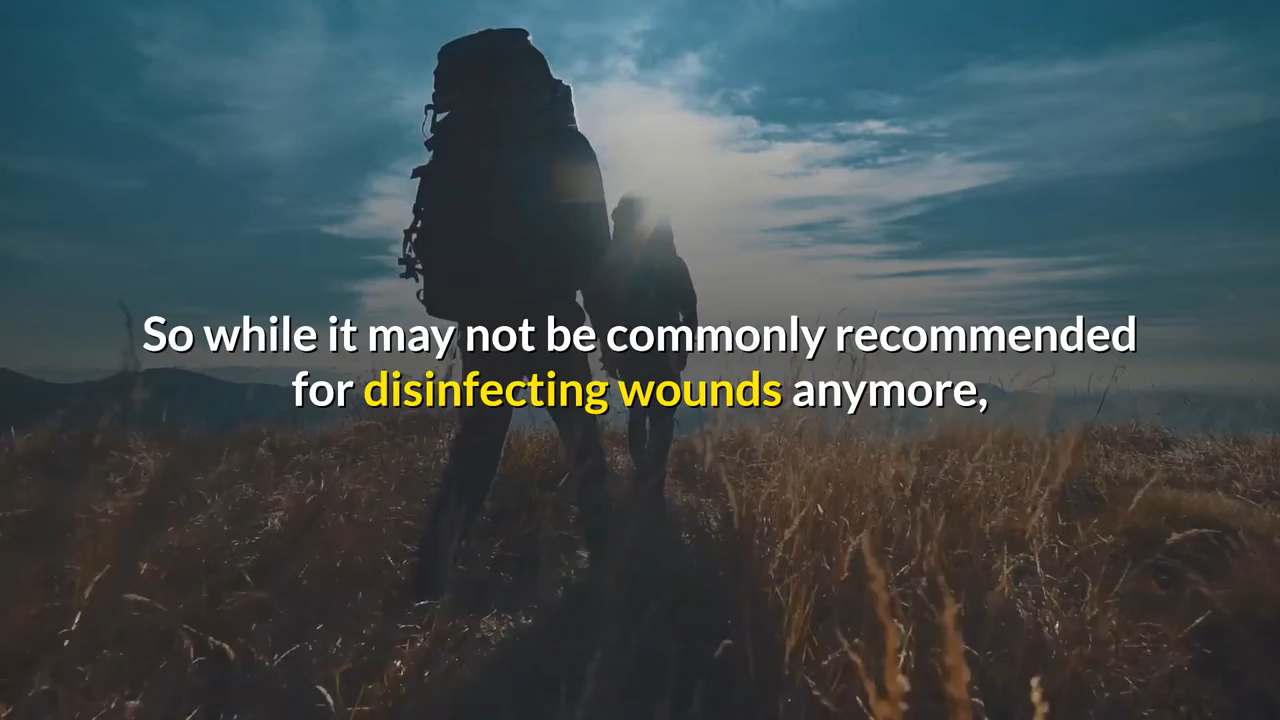 So while it may not be commonly recommended
for disinfecting wounds anymore,